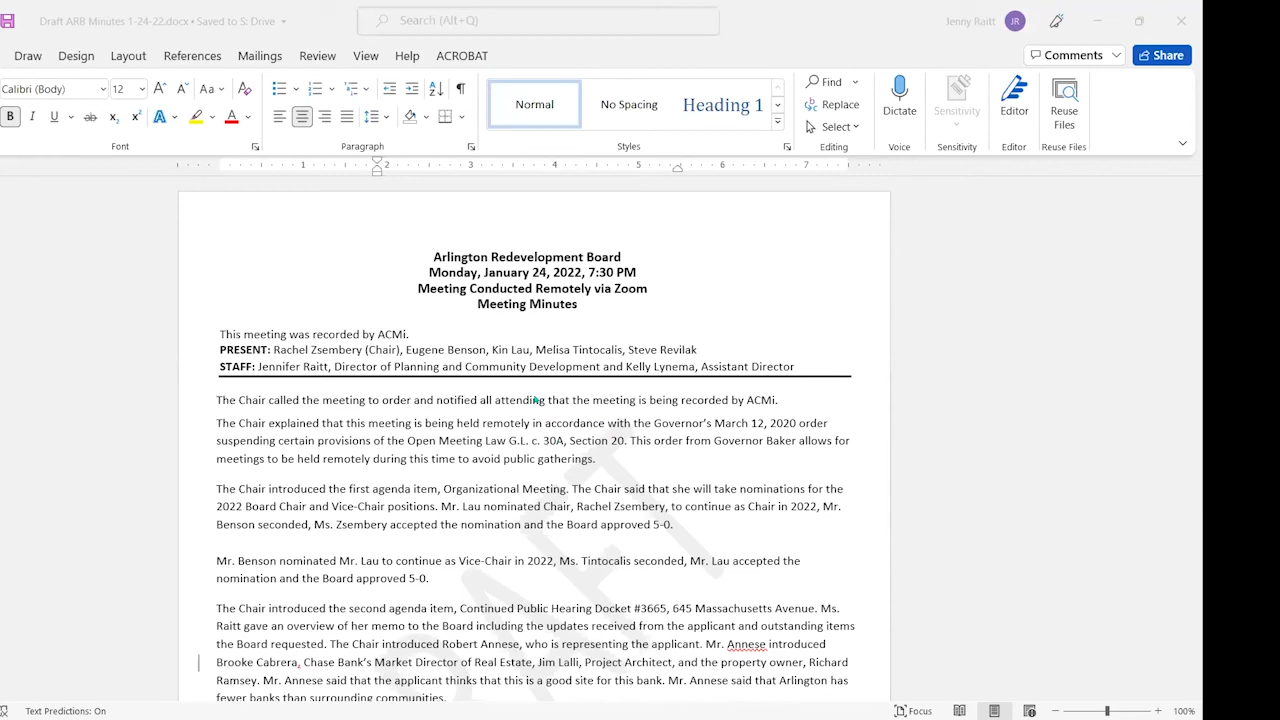 Draft ARB Minutes 1-24-22.docx • Saved to S: Drive
Search (Alt+Q)
Jenny Raitt JR
Draw Design Layout References Mailings Review View Help ACROBAT
Comments Share
Calibri (Body) 12 A A Aa A
Normal No Spacing Heading 1
Find
Replace
Select
Dictate Sensitivity Editor Reuse Files
B I U ab x₂ x² A A
Font Paragraph Styles Editing Voice Sensitivity Editor Reuse Files
1 2 3 4 5 6 7
Arlington Redevelopment Board
Monday, January 24, 2022, 7:30 PM
Meeting Conducted Remotely via Zoom
Meeting Minutes
This meeting was recorded by ACMi.
PRESENT: Rachel Zsembery (Chair), Eugene Benson, Kin Lau, Melisa Tintocalis, Steve Revilak
STAFF: Jennifer Raitt, Director of Planning and Community Development and Kelly Lynema, Assistant Director
The Chair called the meeting to order and notified all attending that the meeting is being recorded by ACMi.
The Chair explained that this meeting is being held remotely in accordance with the Governor's March 12, 2020 order
suspending certain provisions of the Open Meeting Law G.L. c. 30A, Section 20. This order from Governor Baker allows for
meetings to be held remotely during this time to avoid public gatherings.
The Chair introduced the first agenda item, Organizational Meeting. The Chair said that she will take nominations for the
2022 Board Chair and Vice-Chair positions. Mr. Lau nominated Chair, Rachel Zsembery, to continue as Chair in 2022, Mr.
Benson seconded, Ms. Zsembery accepted the nomination and the Board approved 5-0.
Mr. Benson nominated Mr. Lau to continue as Vice-Chair in 2022, Ms. Tintocalis seconded, Mr. Lau accepted the
nomination and the Board approved 5-0.
The Chair introduced the second agenda item, Continued Public Hearing Docket #3665, 645 Massachusetts Avenue. Ms.
Raitt gave an overview of her memo to the Board including the updates received from the applicant and outstanding items
the Board requested. The Chair introduced Robert Annese, who is representing the applicant. Mr. Annese introduced
Brooke Cabrera, Chase Bank's Market Director of Real Estate, Jim Lalli, Project Architect, and the property owner, Richard
Ramsey. Mr. Annese said that the applicant thinks that this is a good site for this bank. Mr. Annese said that Arlington has
fewer banks than surrounding communities.
RAFT
Text Predictions: On
Focus
100%